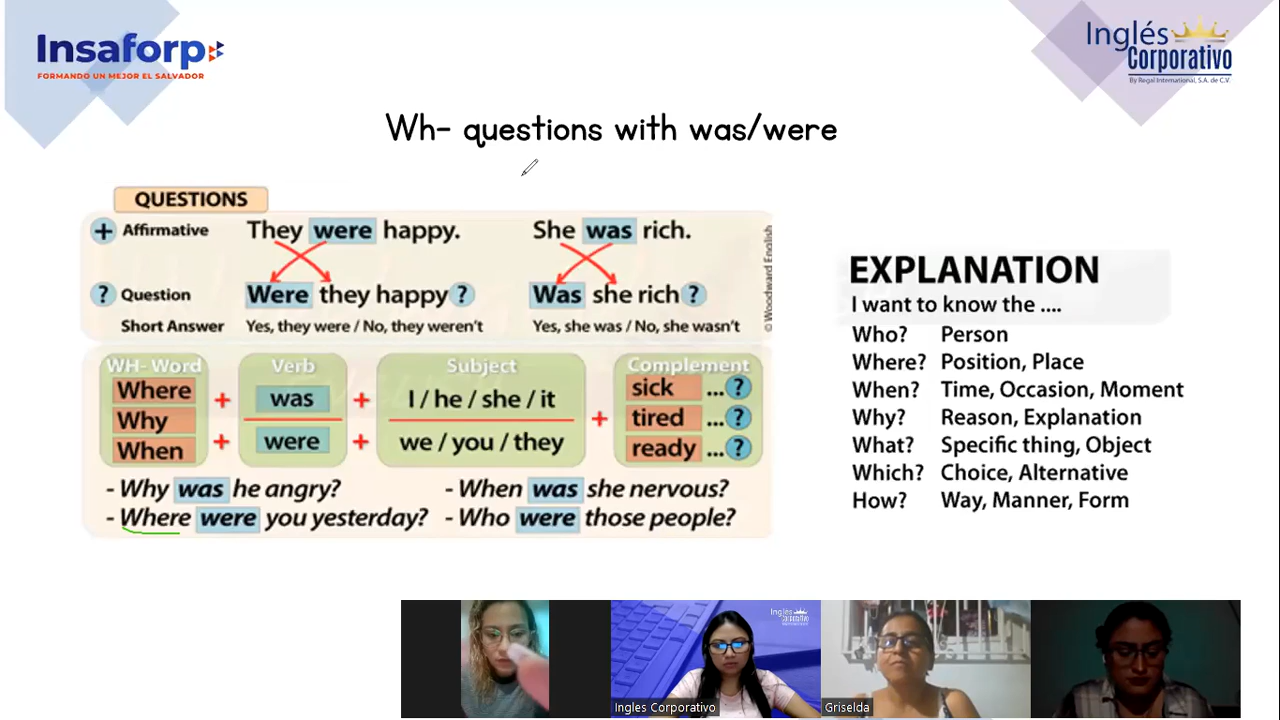 Insaforp
FORMANDO UN MEJOR EL SALVADOR
Inglés
Corporativo
By Regal International, S.A. de C.V.
Wh- questions with was/were
QUESTIONS
+ Affirmative They were happy. She was rich.
? Question Were they happy? Was she rich?
Short Answer Yes, they were / No, they weren't Yes, she was / No, she wasn't
© Woodward English
WH- Word Verb Subject Complement
Where + was + I / he / she / it + sick ...?
Why tired ...?
When + were + we / you / they ready ...?
- Why was he angry? - When was she nervous?
- Where were you yesterday? - Who were those people?
EXPLANATION
I want to know the ....
Who? Person
Where? Position, Place
When? Time, Occasion, Moment
Why? Reason, Explanation
What? Specific thing, Object
Which? Choice, Alternative
How? Way, Manner, Form
Inglés
Corporativo
Ingles Corporativo
Griselda